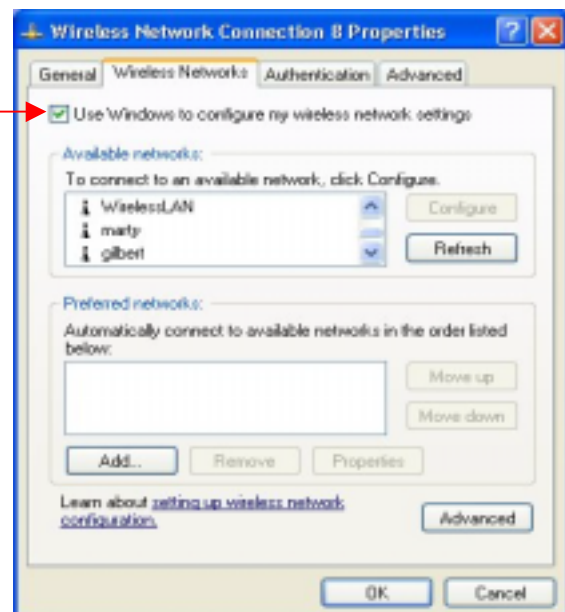 Wireless Network Connection 8 Properties
General Wireless Networks Authentication Advanced
Use Windows to configure my wireless network settings
Available networks:
To connect to an available network, click Configure.
WirelessLAN
Configure
marty
gilbert
Refresh
Preferred networks:
Automatically connect to available networks in the order listed
below:
Move up
Move down
Add... Remove Properties
Learn about setting up wireless network
configuration.
Advanced
OK Cancel